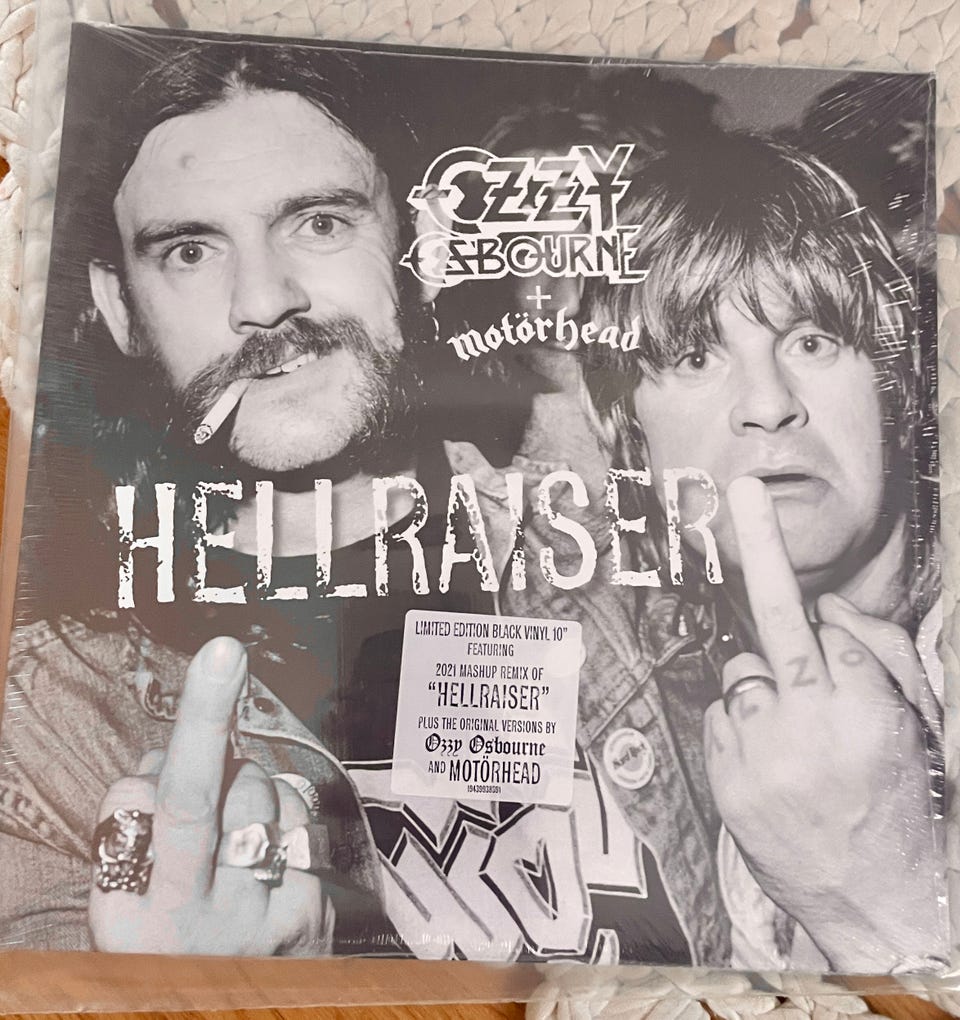 OZZY
OSBOURNE
+
motörhead
HELLRAISER
LIMITED EDITION BLACK VINYL 10"
FEATURING
2021 MASHUP REMIX OF
"HELLRAISER"
PLUS THE ORIGINAL VERSIONS BY
Ozzy Osbourne
AND MOTÖRHEAD
Z O